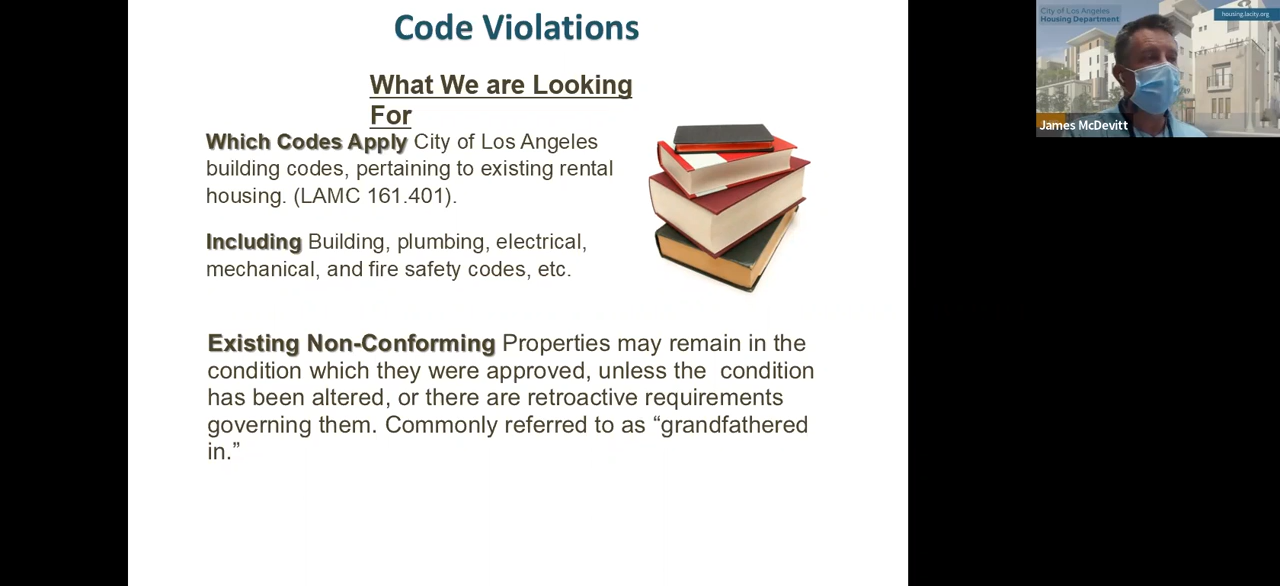 Code Violations
What We are Looking
For
Which Codes Apply City of Los Angeles
building codes, pertaining to existing rental
housing. (LAMC 161.401).
Including Building, plumbing, electrical,
mechanical, and fire safety codes, etc.
Existing Non-Conforming Properties may remain in the
condition which they were approved, unless the condition
has been altered, or there are retroactive requirements
governing them. Commonly referred to as “grandfathered
in.”
City of Los Angeles
Housing Department
housing.lacity.org
James McDevitt